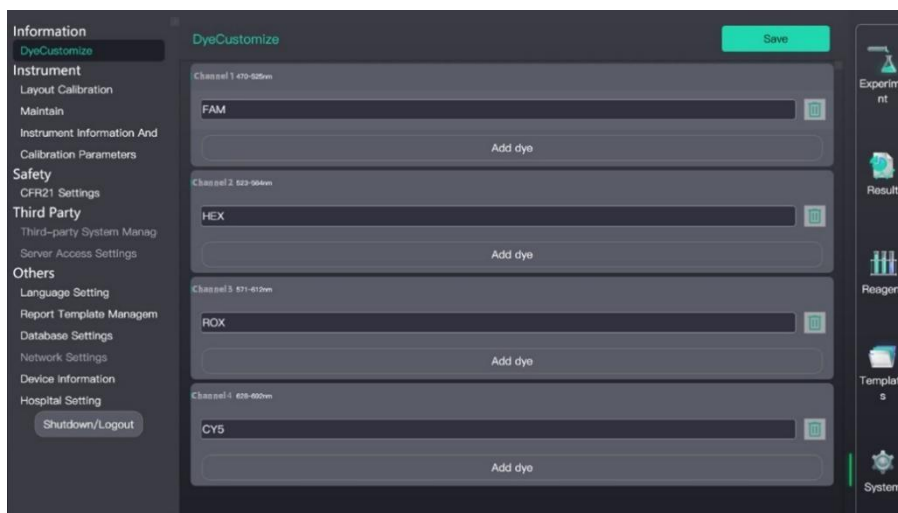 Information
DyeCustomize
Instrument
Layout Calibration
Maintain
Instrument Information And
Calibration Parameters
Safety
CFR21 Settings
Third Party
Third-party System Manag
Server Access Settings
Others
Language Setting
Report Template Managem
Database Settings
Network Settings
Device Information
Hospital Setting
Shutdown/Logout
DyeCustomize
Save
Channel 1 470-525nm
FAM
Add dye
Channel 2 523-564nm
HEX
Add dye
Channel 3 571-612nm
ROX
Add dye
Channel 4 628-692nm
CY5
Add dye
Experim
nt
Result
Reagen
Templat
s
System